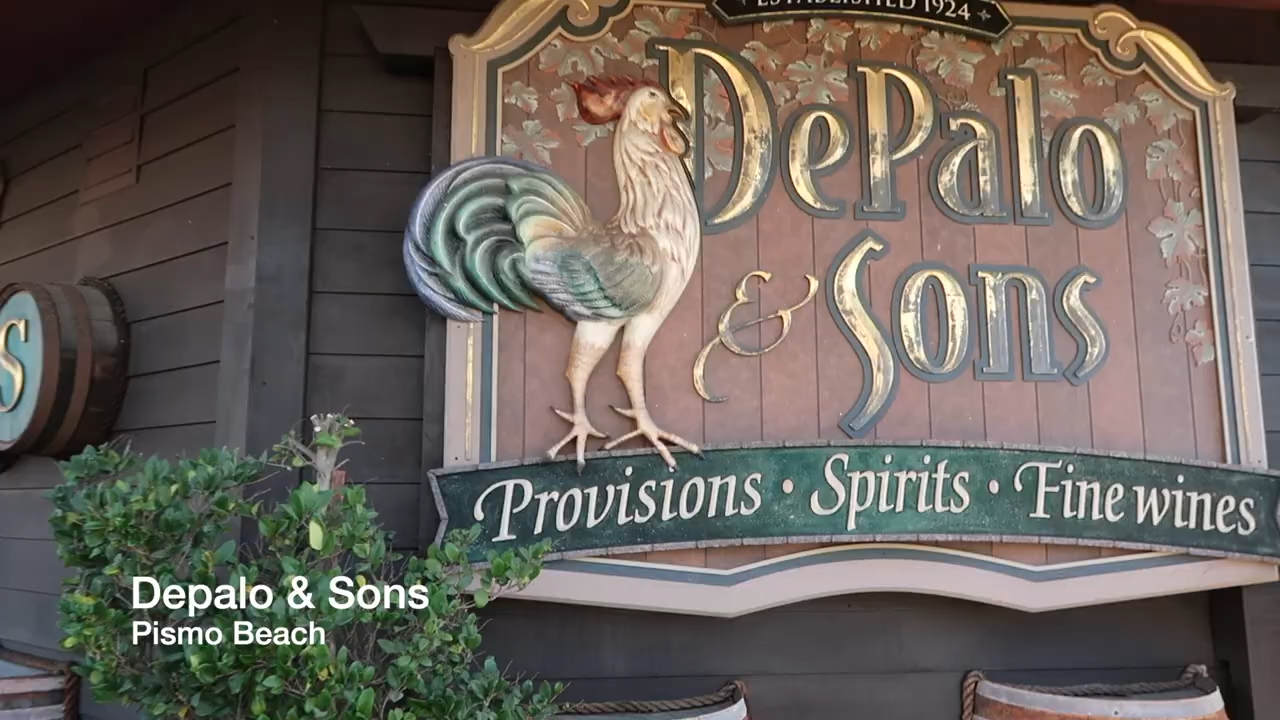 ESTABLISHED 1924
DePalo
& Sons
S
Provisions · Spirits · Fine wines
Depalo & Sons
Pismo Beach